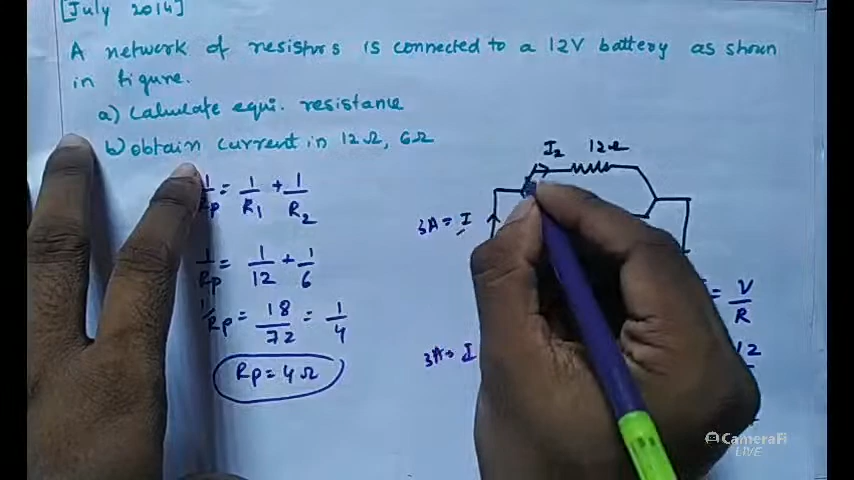 [July 2014]
A network of resistors is connected to a 12V battery as shown
in figure.
a) Calculate equi. resistance
b) obtain current in 12Ω, 6Ω
1/Rp = 1/R1 + 1/R2
1/Rp = 1/12 + 1/6
1/Rp = 18/72 = 1/4
Rp = 4Ω
I2 12Ω
3A = I
3A = I
= V/R
12
CameraFi
LIVE